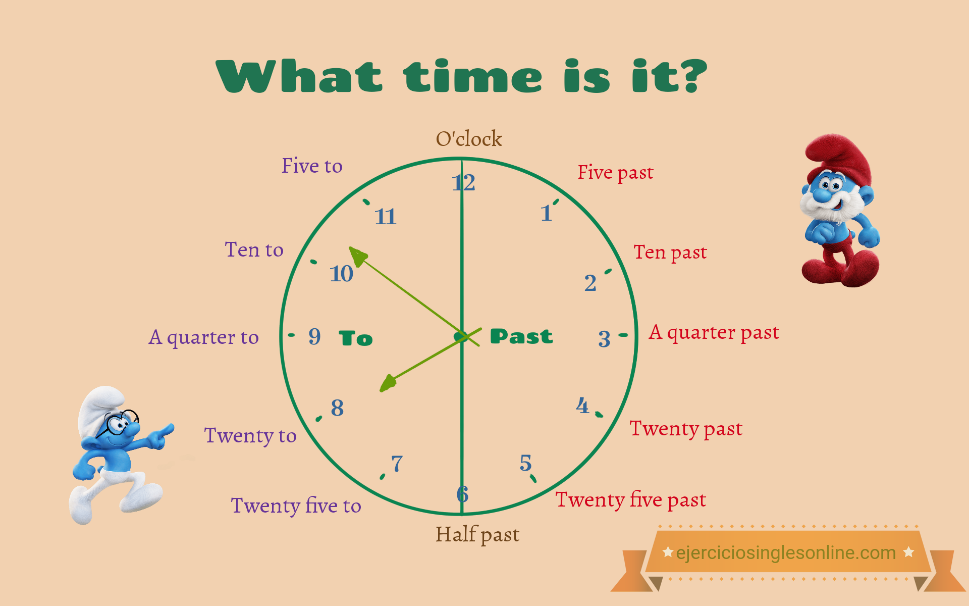 What time is it?
O'clock
Five to
Five past
12
11
1
Ten to
Ten past
10
2
A quarter to
9
To
Past
3
A quarter past
8
4
Twenty to
Twenty past
7
5
6
Twenty five to
Twenty five past
Half past
ejerciciosinglesonline.com